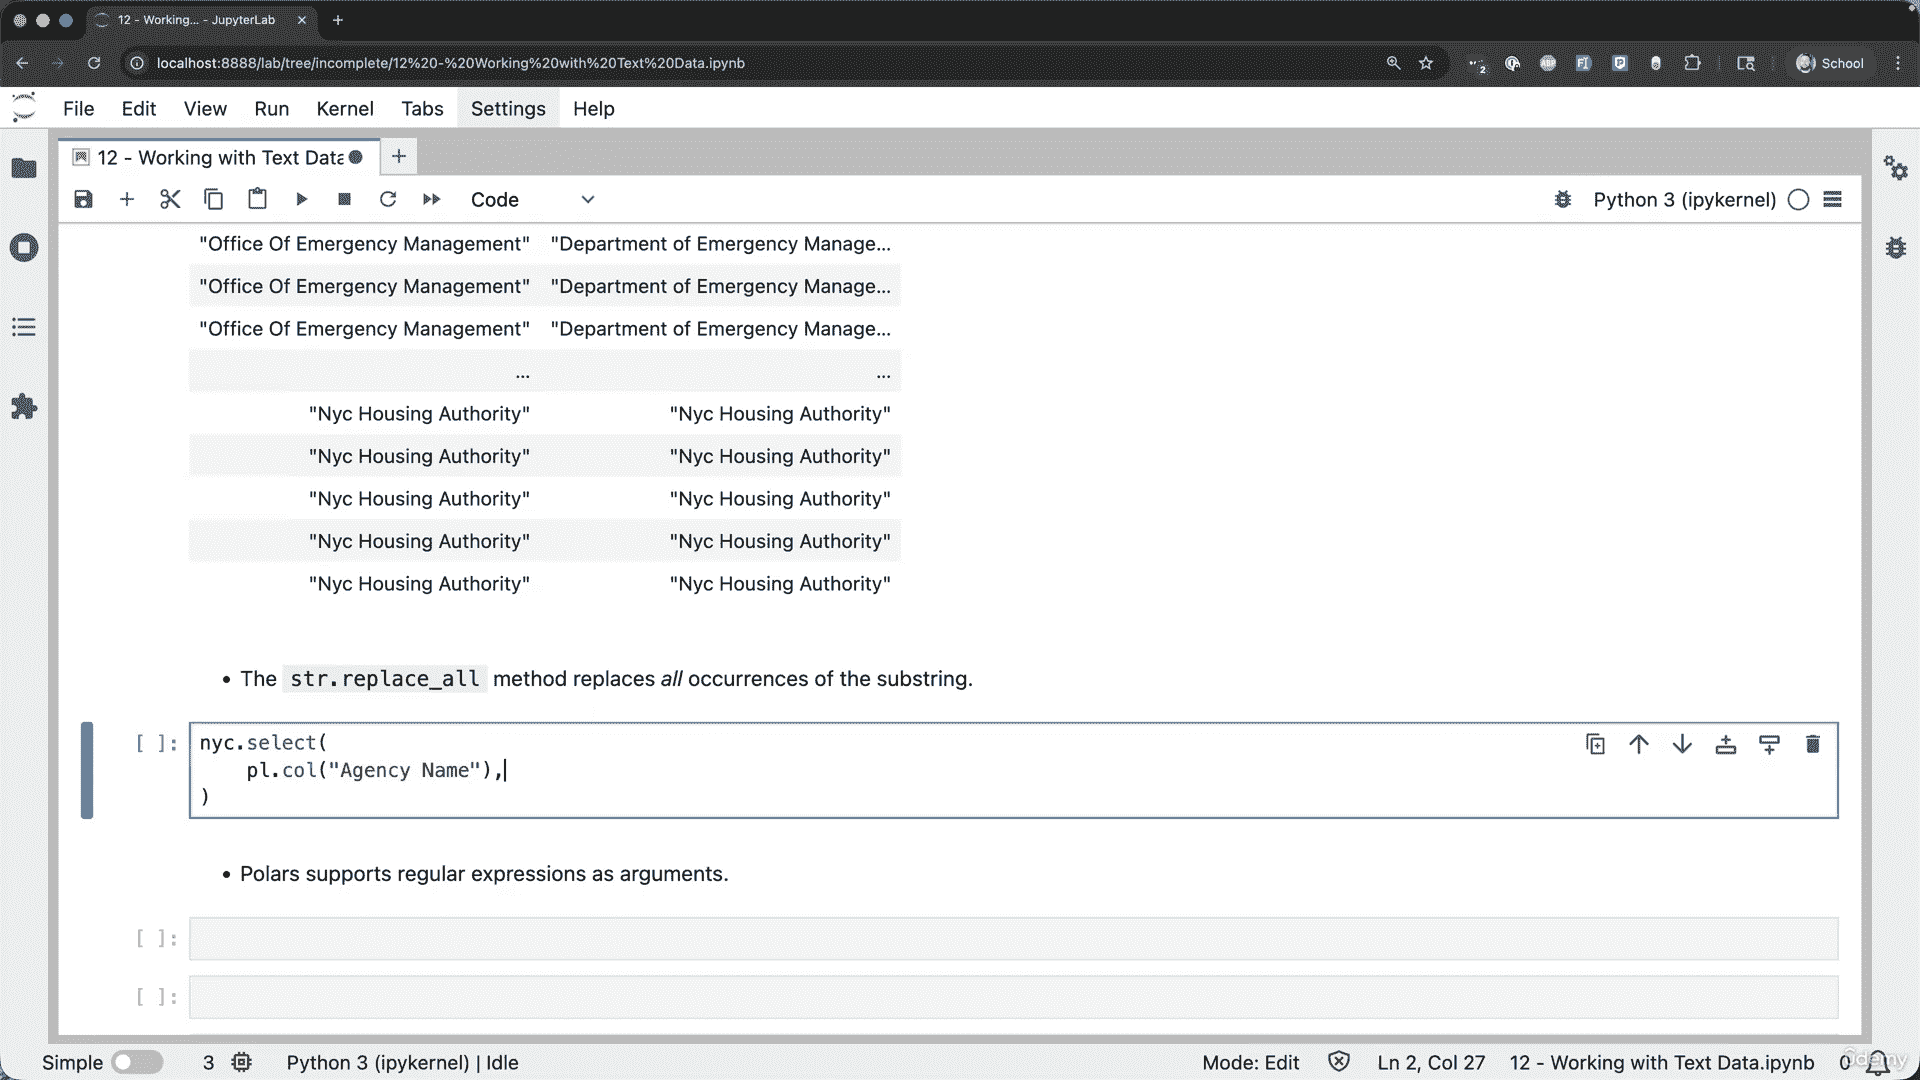 12 - Working... - JupyterLab
localhost:8888/lab/tree/incomplete/12%20-%20Working%20with%20Text%20Data.ipynb
2
ABP
School
File Edit View Run Kernel Tabs Settings Help
12 - Working with Text Data
Code
Python 3 (ipykernel)
"Office Of Emergency Management" "Department of Emergency Manage...
"Office Of Emergency Management" "Department of Emergency Manage...
"Office Of Emergency Management" "Department of Emergency Manage...
... ...
"Nyc Housing Authority" "Nyc Housing Authority"
"Nyc Housing Authority" "Nyc Housing Authority"
"Nyc Housing Authority" "Nyc Housing Authority"
"Nyc Housing Authority" "Nyc Housing Authority"
"Nyc Housing Authority" "Nyc Housing Authority"
• The str.replace_all method replaces all occurrences of the substring.
[ ]: nyc.select(
pl.col("Agency Name"),
)
• Polars supports regular expressions as arguments.
[ ]:
[ ]:
Simple 3 Python 3 (ipykernel) | Idle Mode: Edit Ln 2, Col 27 12 - Working with Text Data.ipynb 0
Udemy